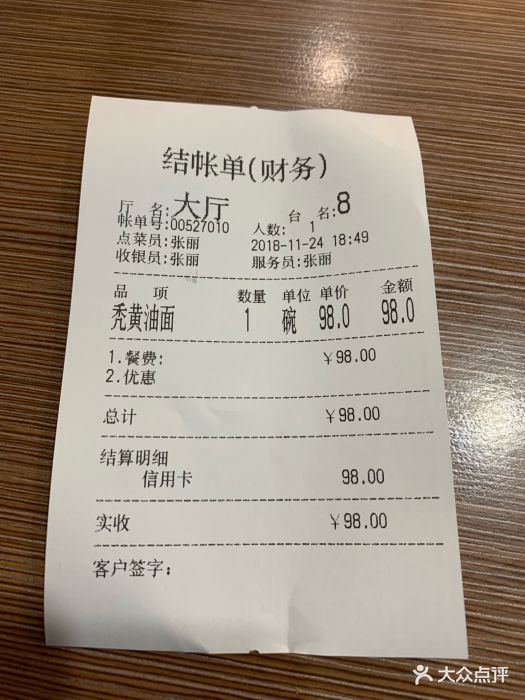 结帐单(财务)
厅 名:大厅 台 名:8
帐单号:00527010 人数: 1
点菜员:张丽 2018-11-24 18:49
收银员:张丽 服务员:张丽
品 项 数量 单位 单价 金额
秃黄油面 1 碗 98.0 98.0
1.餐费: ￥98.00
2.优惠
总计 ￥98.00
结算明细
信用卡 98.00
实收 ￥98.00
客户签字:
大众点评